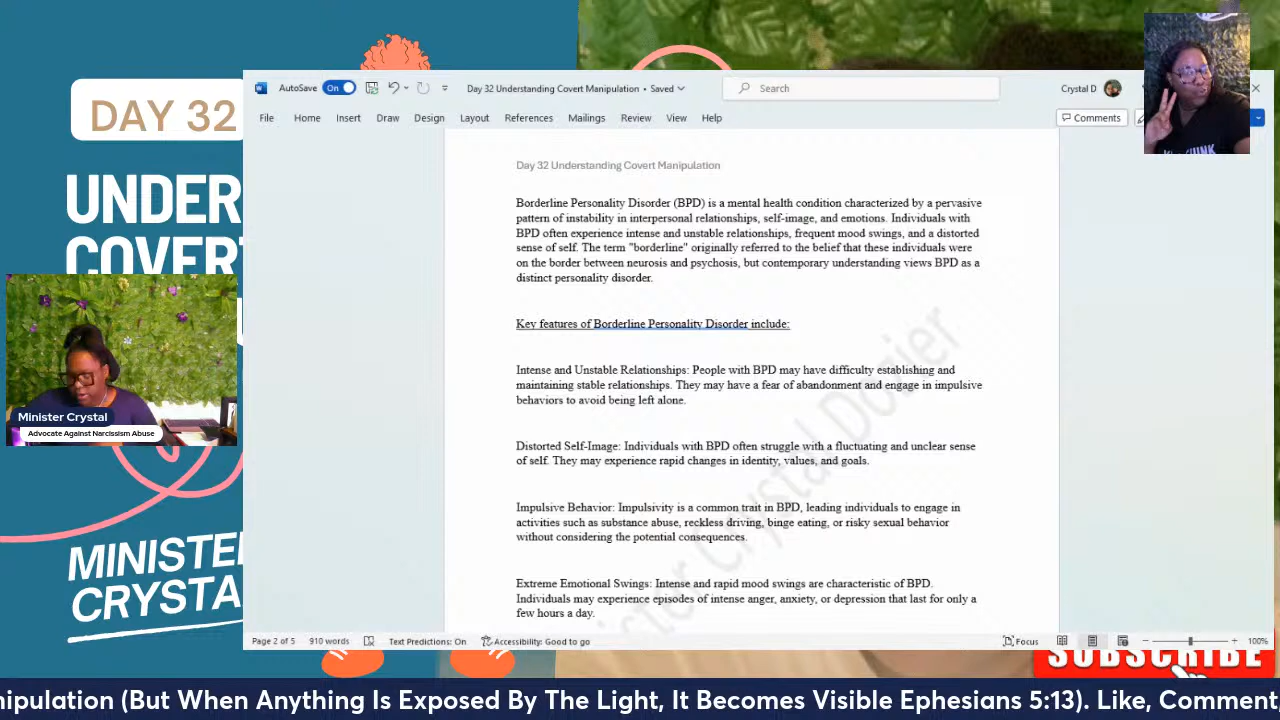 DAY 32
UNDER
COVERT
MINISTER
CRYSTAL
Minister Crystal
Advocate Against Narcissism Abuse
AutoSave On Day 32 Understanding Covert Manipulation • Saved Search Crystal D
File Home Insert Draw Design Layout References Mailings Review View Help Comments
Day 32 Understanding Covert Manipulation
Borderline Personality Disorder (BPD) is a mental health condition characterized by a pervasive
pattern of instability in interpersonal relationships, self-image, and emotions. Individuals with
BPD often experience intense and unstable relationships, frequent mood swings, and a distorted
sense of self. The term "borderline" originally referred to the belief that these individuals were
on the border between neurosis and psychosis, but contemporary understanding views BPD as a
distinct personality disorder.
Key features of Borderline Personality Disorder include:
Intense and Unstable Relationships: People with BPD may have difficulty establishing and
maintaining stable relationships. They may have a fear of abandonment and engage in impulsive
behaviors to avoid being left alone.
Distorted Self-Image: Individuals with BPD often struggle with a fluctuating and unclear sense
of self. They may experience rapid changes in identity, values, and goals.
Impulsive Behavior: Impulsivity is a common trait in BPD, leading individuals to engage in
activities such as substance abuse, reckless driving, binge eating, or risky sexual behavior
without considering the potential consequences.
Extreme Emotional Swings: Intense and rapid mood swings are characteristic of BPD.
Individuals may experience episodes of intense anger, anxiety, or depression that last for only a
few hours a day.
Page 2 of 5 910 words Text Predictions: On Accessibility: Good to go Focus 100%
SUBSCRIBE
nipulation (But When Anything Is Exposed By The Light, It Becomes Visible Ephesians 5:13). Like, Comment,